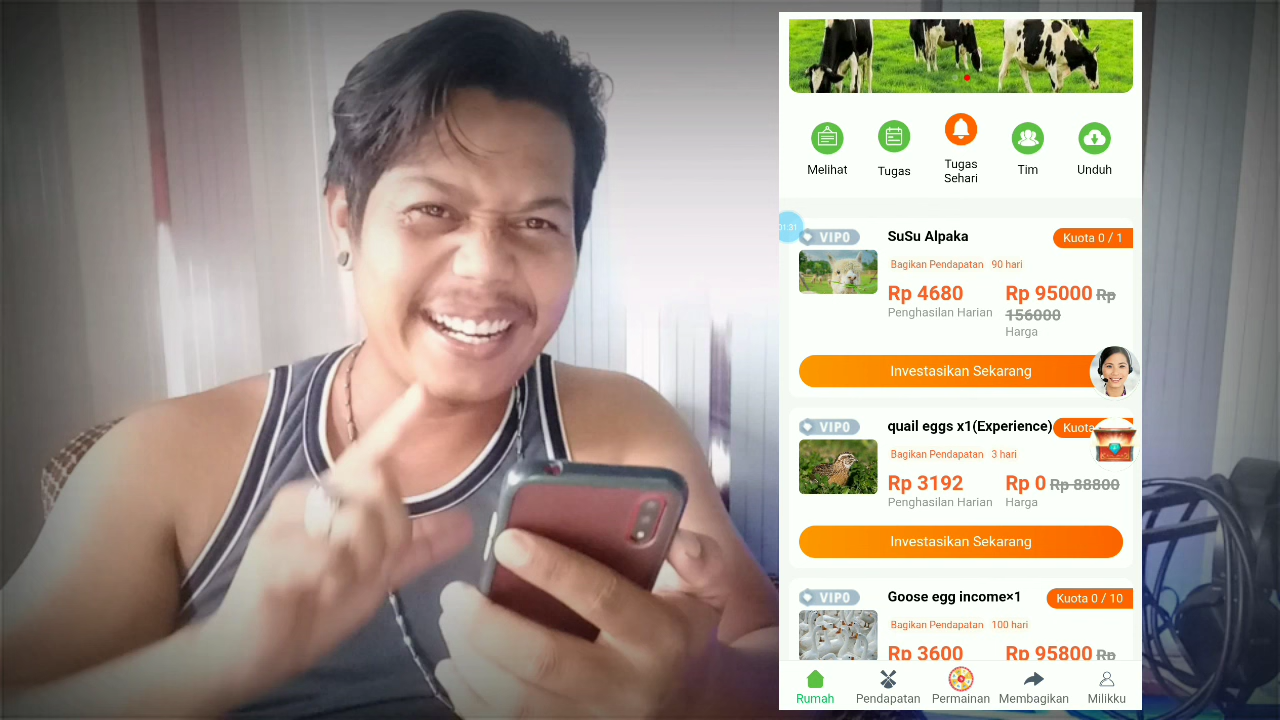 Melihat
Tugas
Tugas
Sehari
Tim
Unduh
01:31
VIP0
SuSu Alpaka
Kuota 0 / 1
Bagikan Pendapatan 90 hari
Rp 4680
Rp 95000 Rp
156000
Penghasilan Harian
Harga
Investasikan Sekarang
VIP0
quail eggs x1(Experience)
Kuota
Bagikan Pendapatan 3 hari
Rp 3192
Rp 0 Rp 88800
Penghasilan Harian
Harga
Investasikan Sekarang
VIP0
Goose egg income×1
Kuota 0 / 10
Bagikan Pendapatan 100 hari
Rp 3600
Rp 95800 Rp
Rumah
Pendapatan
Permainan
Membagikan
Milikku